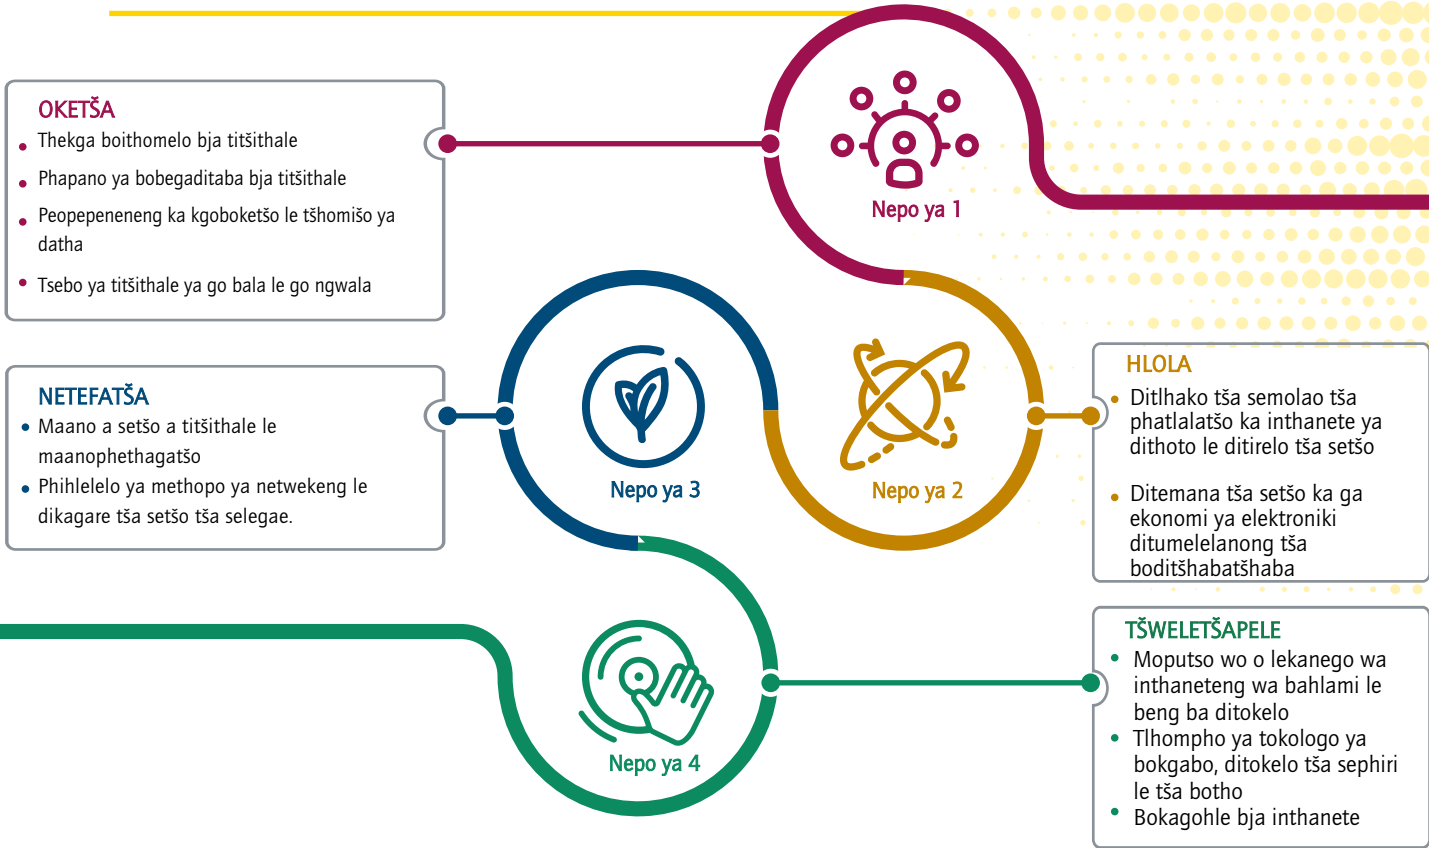 OKETŠA
Thekga boithomelo bja titšithale
Phapano ya bobegaditaba bja titšithale
Peopepeneneng ka kgoboketšo le tšhomišo ya
datha
Tsebo ya titšithale ya go bala le go ngwala
Nepo ya 1
HLOLA
Ditlhako tša semolao tša
phatlalatšo ka inthanete ya
dithoto le ditirelo tša setšo
Ditemana tša setšo ka ga
ekonomi ya elektroniki
ditumelelanong tša
boditšhabatšhaba
Nepo ya 2
NETEFATŠA
Maano a setšo a titšithale le
maanophethagatšo
Phihlelelo ya methopo ya netwekeng le
dikagare tša setšo tša selegae.
Nepo ya 3
TŠWELETŠAPELE
Moputso wo o lekanego wa
inthaneteng wa bahlami le
beng ba ditokelo
Tlhompho ya tokologo ya
bokgabo, ditokelo tša sephiri
le tša botho
Bokagohle bja inthanete
Nepo ya 4